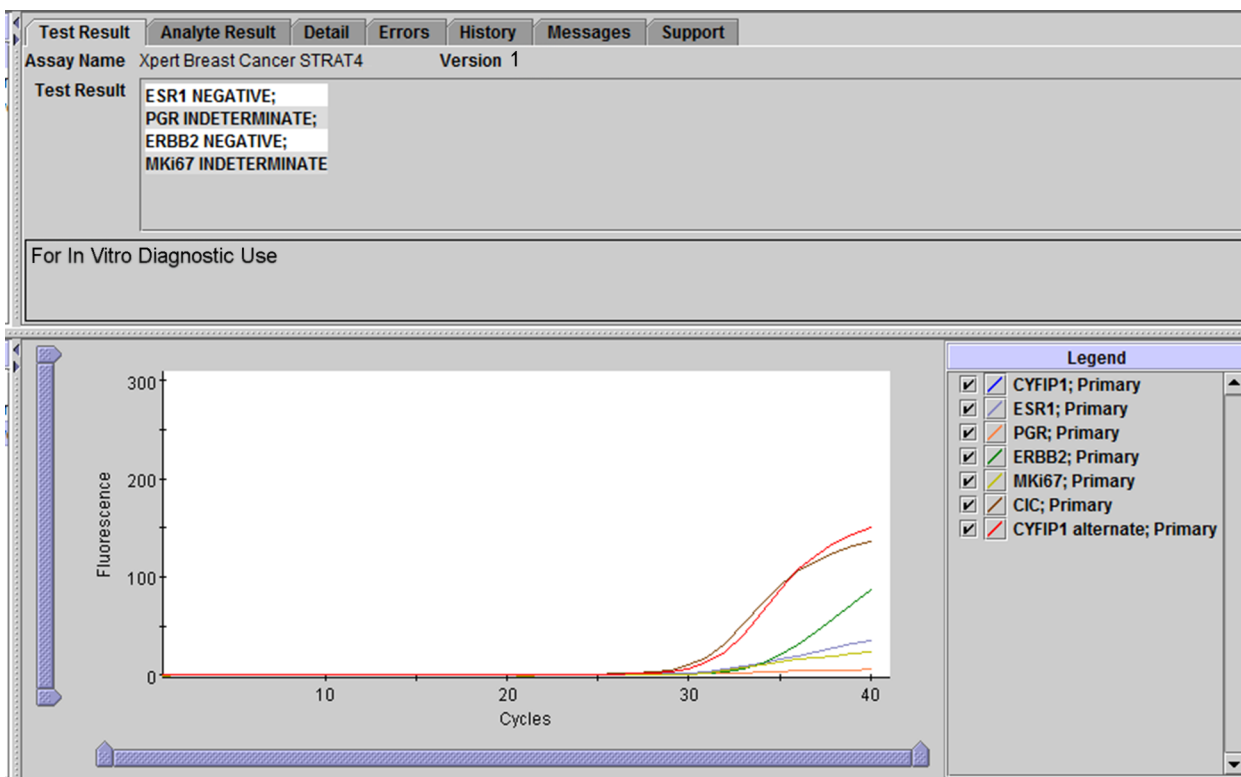 Test Result Analyte Result Detail Errors History Messages Support
Assay Name Xpert Breast Cancer STRAT4 Version 1
Test Result
ESR1 NEGATIVE;
PGR INDETERMINATE;
ERBB2 NEGATIVE;
MKi67 INDETERMINATE
For In Vitro Diagnostic Use
300
200
100
0
Fluorescence
10 20 30 40
Cycles
Legend
CYFIP1; Primary
ESR1; Primary
PGR; Primary
ERBB2; Primary
MKi67; Primary
CIC; Primary
CYFIP1 alternate; Primary